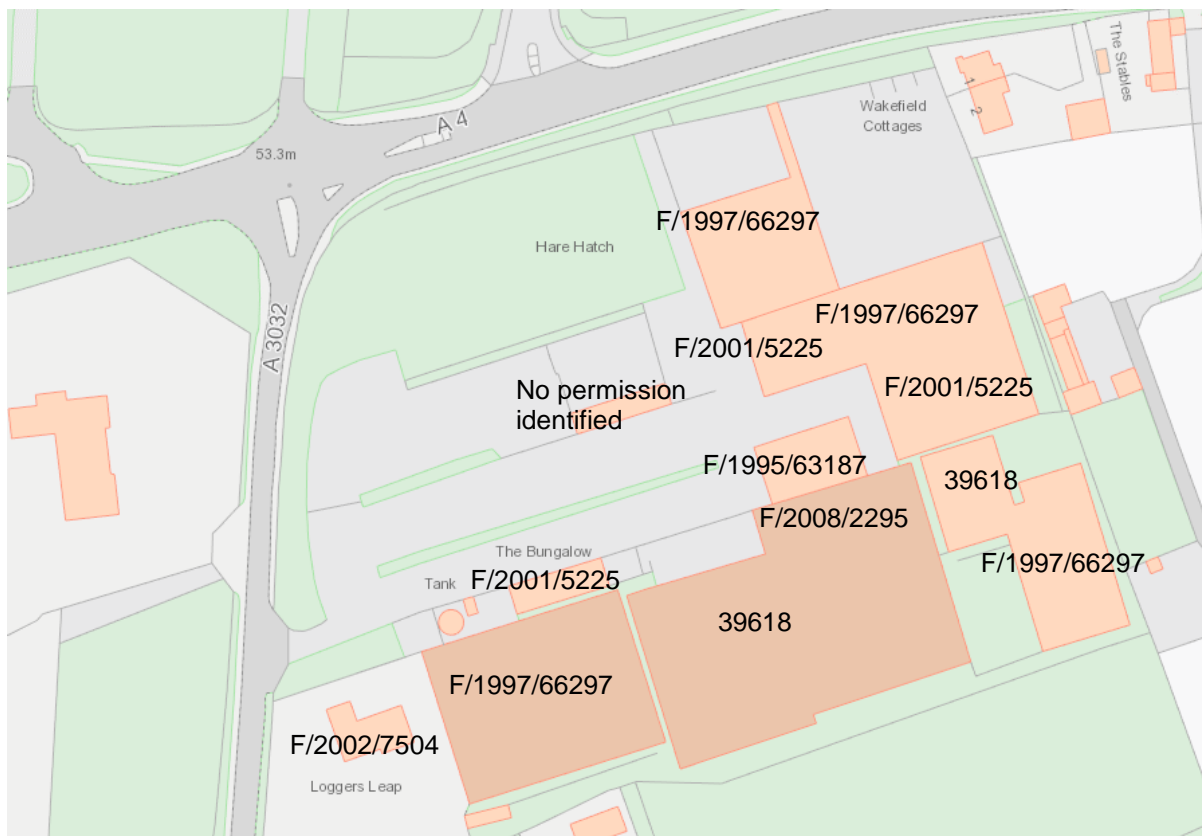 The Stables
1
2
Wakefield
Cottages
A 4
53.3m
F/1997/66297
Hare Hatch
F/1997/66297
A 3032
F/2001/5225
No permission
identified
F/2001/5225
F/1995/63187
39618
F/2008/2295
The Bungalow
F/1997/66297
Tank
F/2001/5225
39618
F/1997/66297
F/2002/7504
Loggers Leap